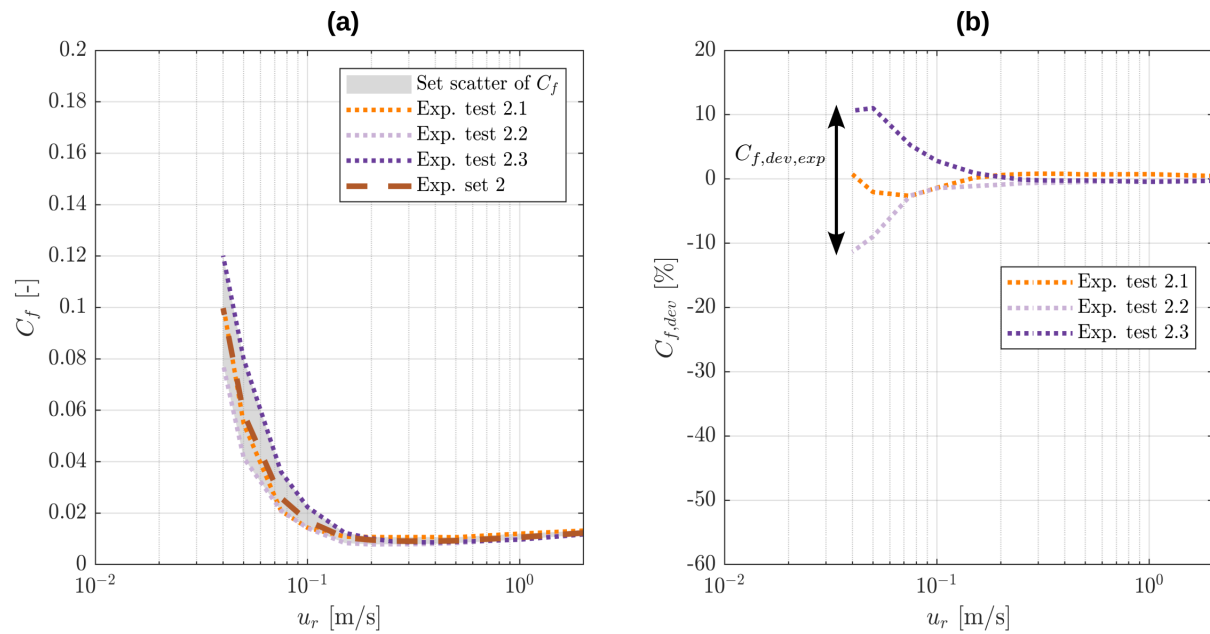 (a)
0.2
0.18
0.16
0.14
0.12
0.1
0.08
0.06
0.04
0.02
0
C_f [-]
10^-2
10^-1
10^0
u_r [m/s]
Set scatter of C_f
Exp. test 2.1
Exp. test 2.2
Exp. test 2.3
Exp. set 2
(b)
20
10
0
-10
-20
-30
-40
-50
-60
C_f,dev [%]
10^-2
10^-1
10^0
u_r [m/s]
C_f,dev,exp
Exp. test 2.1
Exp. test 2.2
Exp. test 2.3